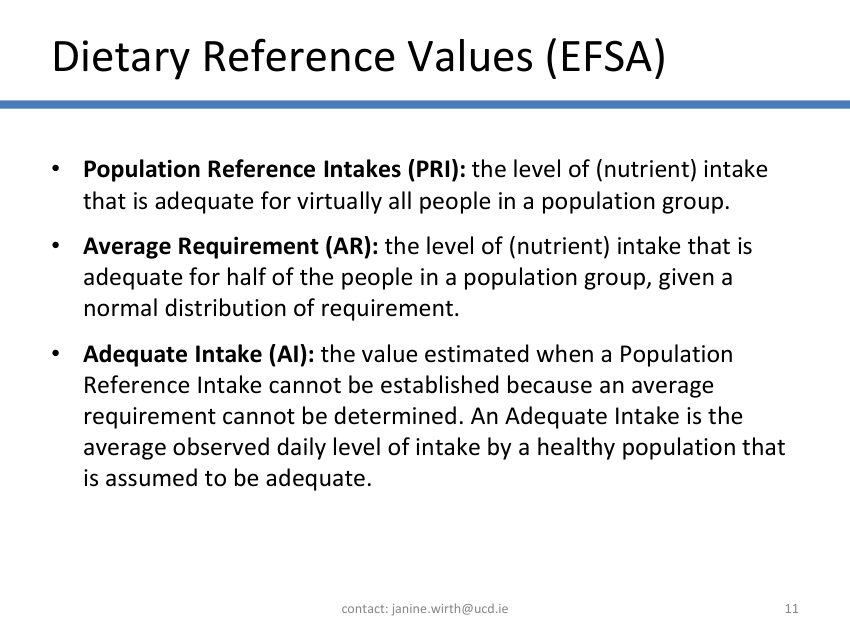 Dietary Reference Values (EFSA)
• Population Reference Intakes (PRI): the level of (nutrient) intake
that is adequate for virtually all people in a population group.
• Average Requirement (AR): the level of (nutrient) intake that is
adequate for half of the people in a population group, given a
normal distribution of requirement.
• Adequate Intake (AI): the value estimated when a Population
Reference Intake cannot be established because an average
requirement cannot be determined. An Adequate Intake is the
average observed daily level of intake by a healthy population that
is assumed to be adequate.
contact: janine.wirth@ucd.ie
11